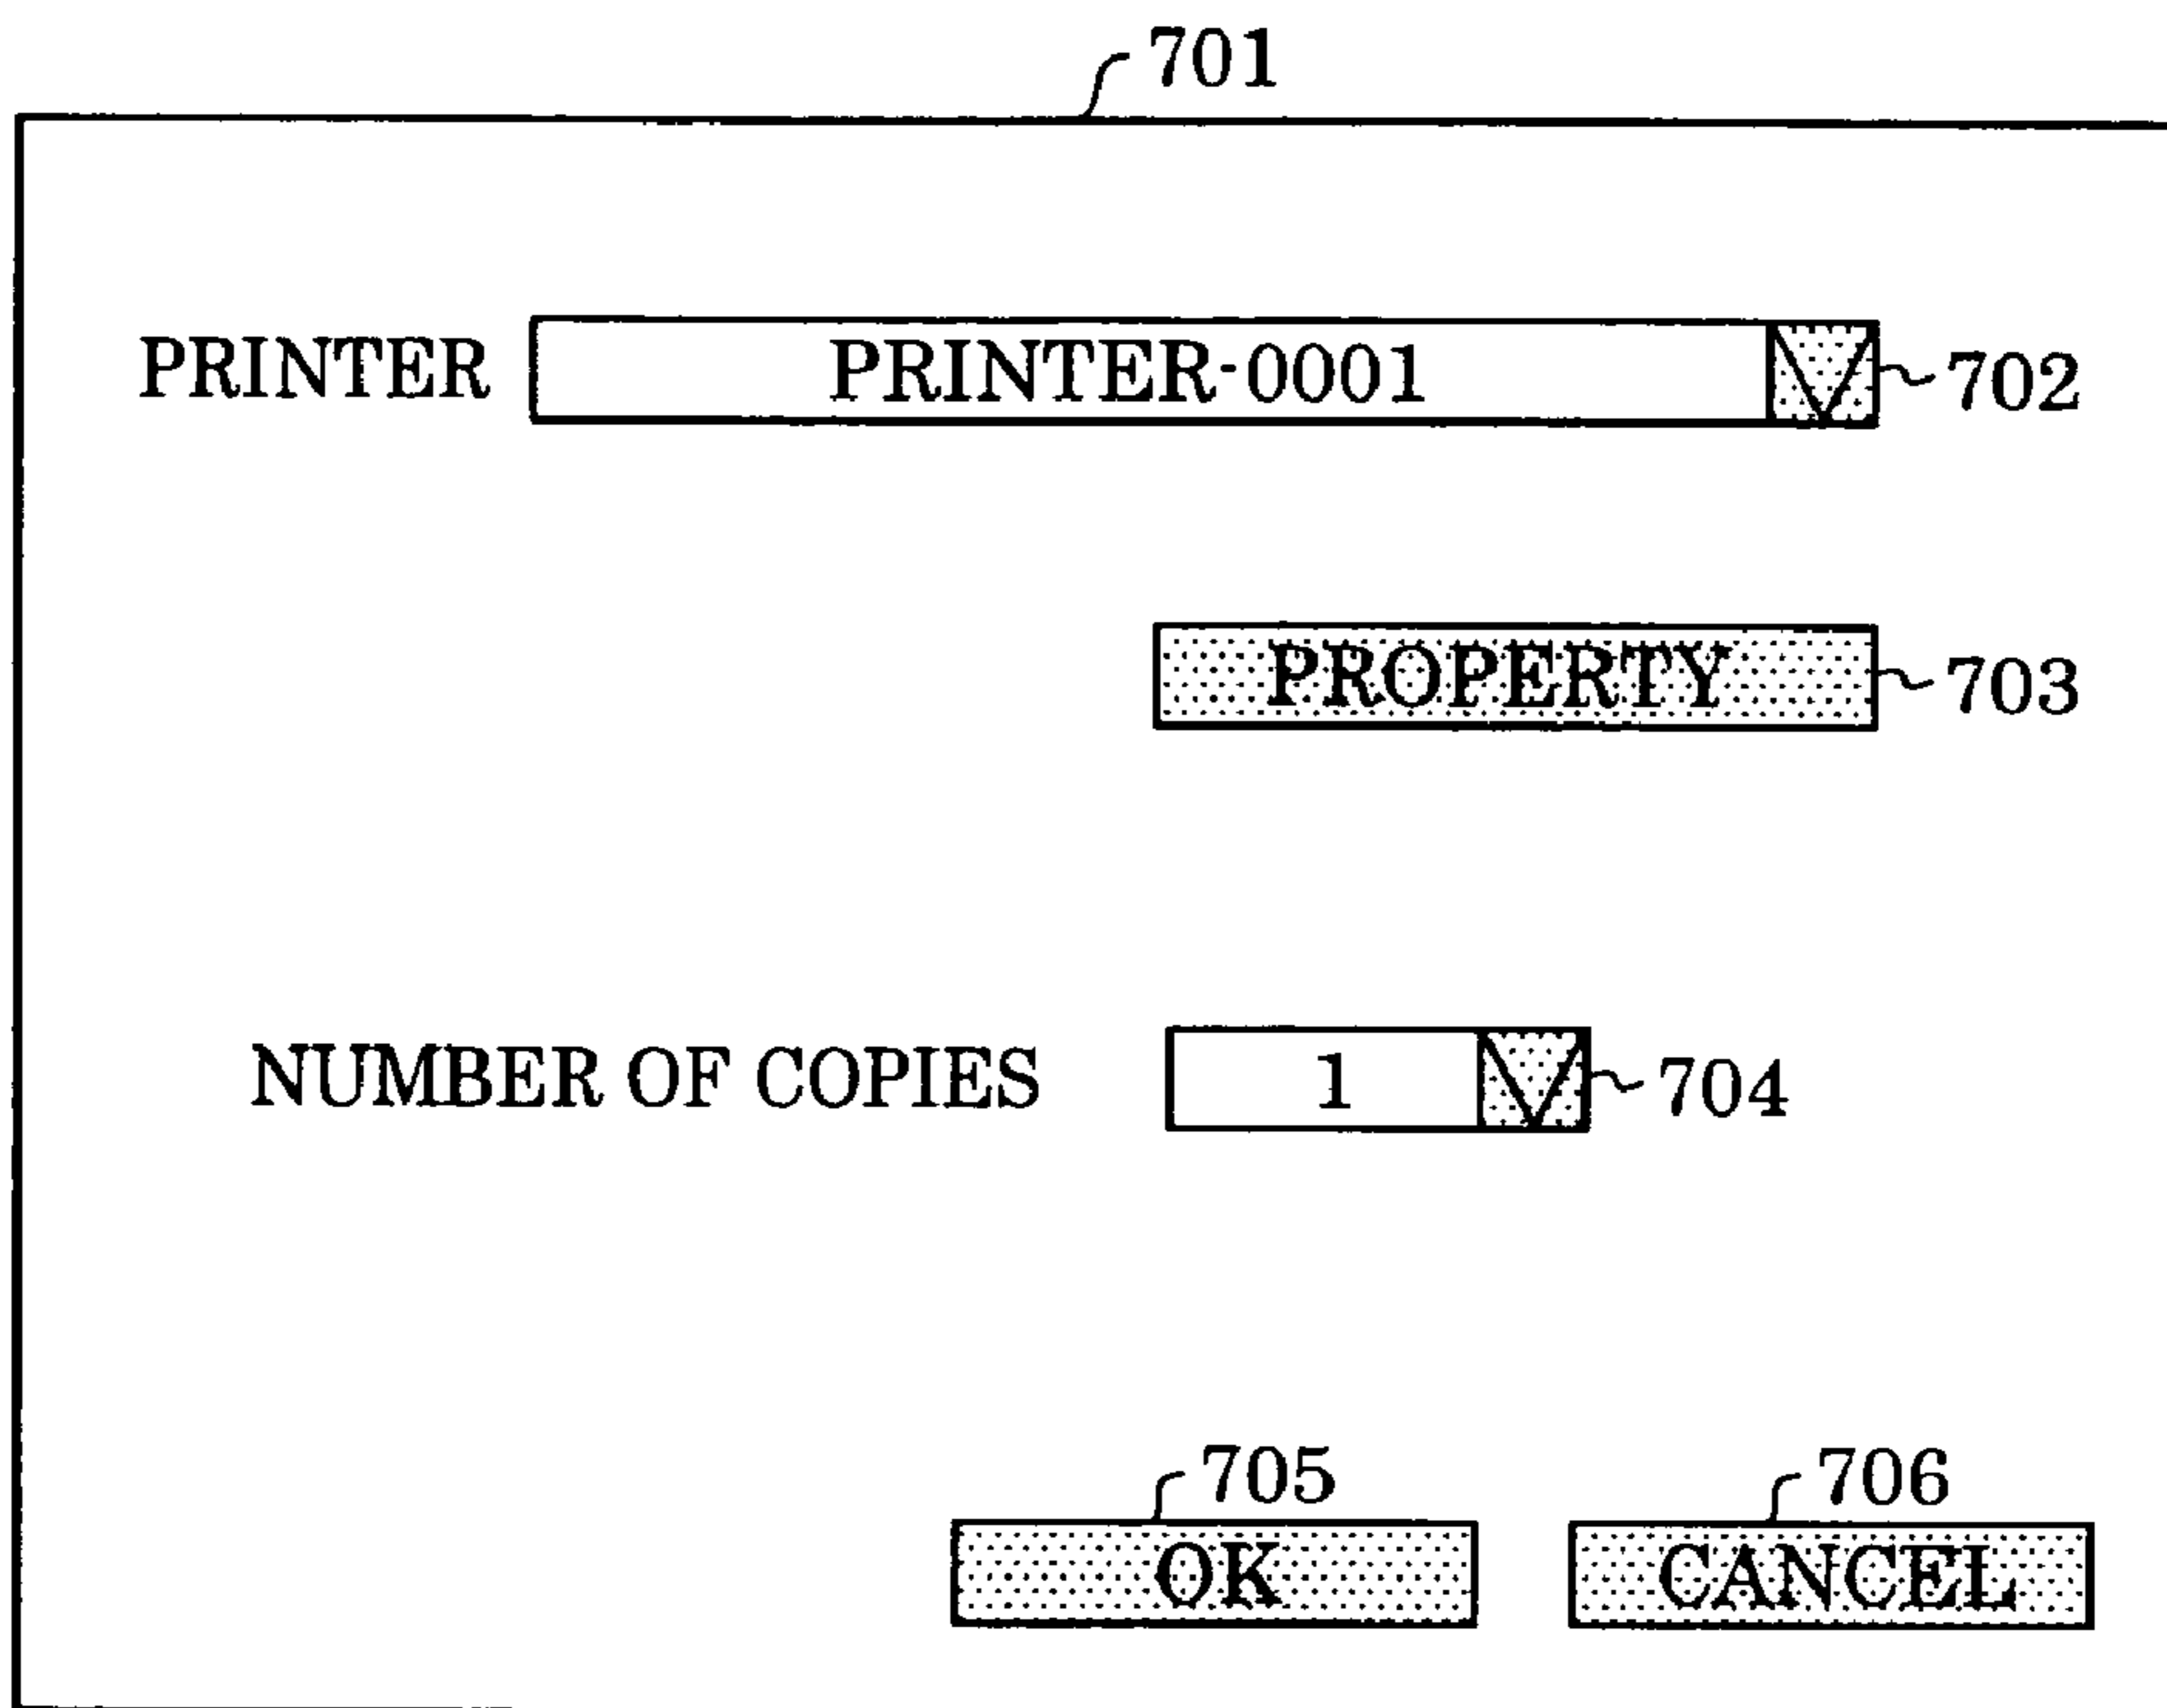 701
PRINTER PRINTER-0001 702
PROPERTY 703
NUMBER OF COPIES 1 704
705 706
OK CANCEL